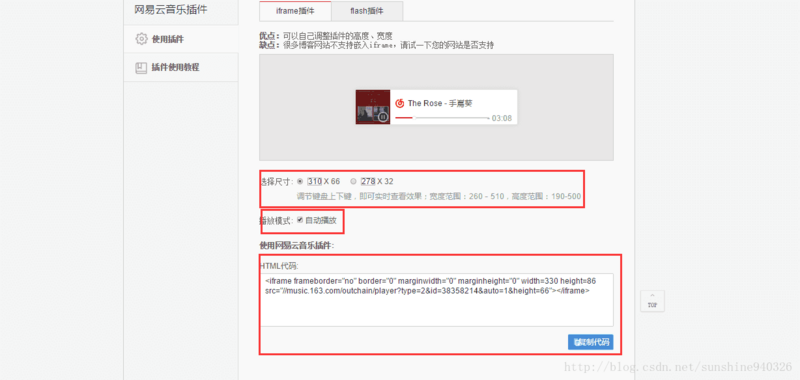 网易云音乐插件
iframe插件
flash插件
使用插件
插件使用教程
优点：可以自己调整插件的高度、宽度
缺点：很多博客网站不支持嵌入iframe，请试一下您的网站是否支持
The Rose - 手嶌葵
03:08
选择尺寸: 310 X 66 278 X 32
调节键盘上下键，即可实时查看效果；宽度范围：260 - 510，高度范围：190-500
播放模式: 自动播放
使用网易云音乐插件:
HTML代码:
<iframe frameborder="no" border="0" marginwidth="0" marginheight="0" width=330 height=86
src="//music.163.com/outchain/player?type=2&id=38358214&auto=1&height=66"></iframe>
复制代码
TOP
http://blog.csdn.net/sunshine940326